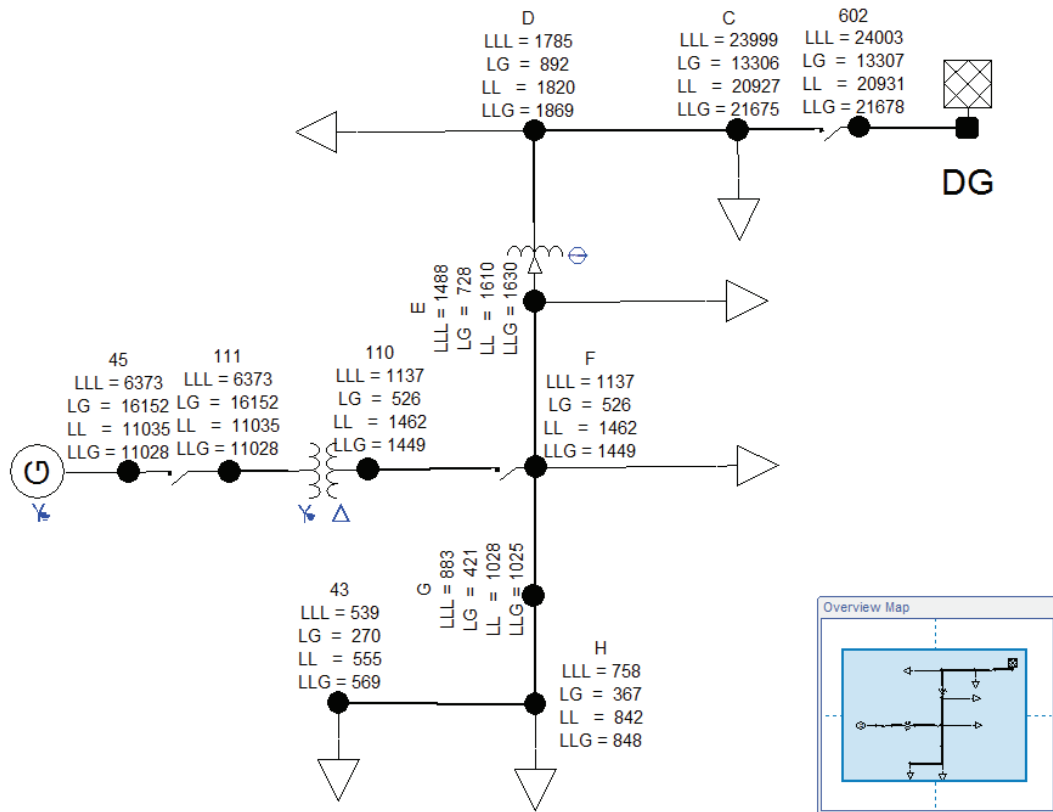 D
LLL = 1785
LG = 892
LL = 1820
LLG = 1869
C
LLL = 23999
LG = 13306
LL = 20927
LLG = 21675
602
LLL = 24003
LG = 13307
LL = 20931
LLG = 21678
DG
E
LLL = 1488
LG = 728
LL = 1610
LLG = 1630
45
LLL = 6373
LG = 16152
LL = 11035
LLG = 11028
111
LLL = 6373
LG = 16152
LL = 11035
LLG = 11028
110
LLL = 1137
LG = 526
LL = 1462
LLG = 1449
F
LLL = 1137
LG = 526
LL = 1462
LLG = 1449
G
Y
Y Δ
G
LLL = 883
LG = 421
LL = 1028
LLG = 1025
43
LLL = 539
LG = 270
LL = 555
LLG = 569
H
LLL = 758
LG = 367
LL = 842
LLG = 848
Overview Map